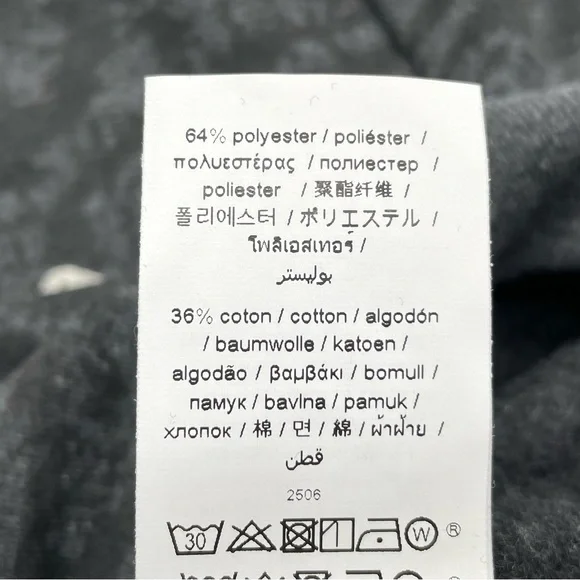 64% polyester / poliéster /
πολυεστέρας / полиестер /
poliester / 聚酯纤维 /
폴리에스터 / ポリエステル /
โพลิเอสเทอร์ /
بوليستر
36% coton / cotton / algodón
/ baumwolle / katoen /
algodão / βαμβάκι / bomull /
памук / bavlna / pamuk /
хлопок / 棉 / 면 / 綿 / ผ้าฝ้าย /
قطن
2506
30 W ®